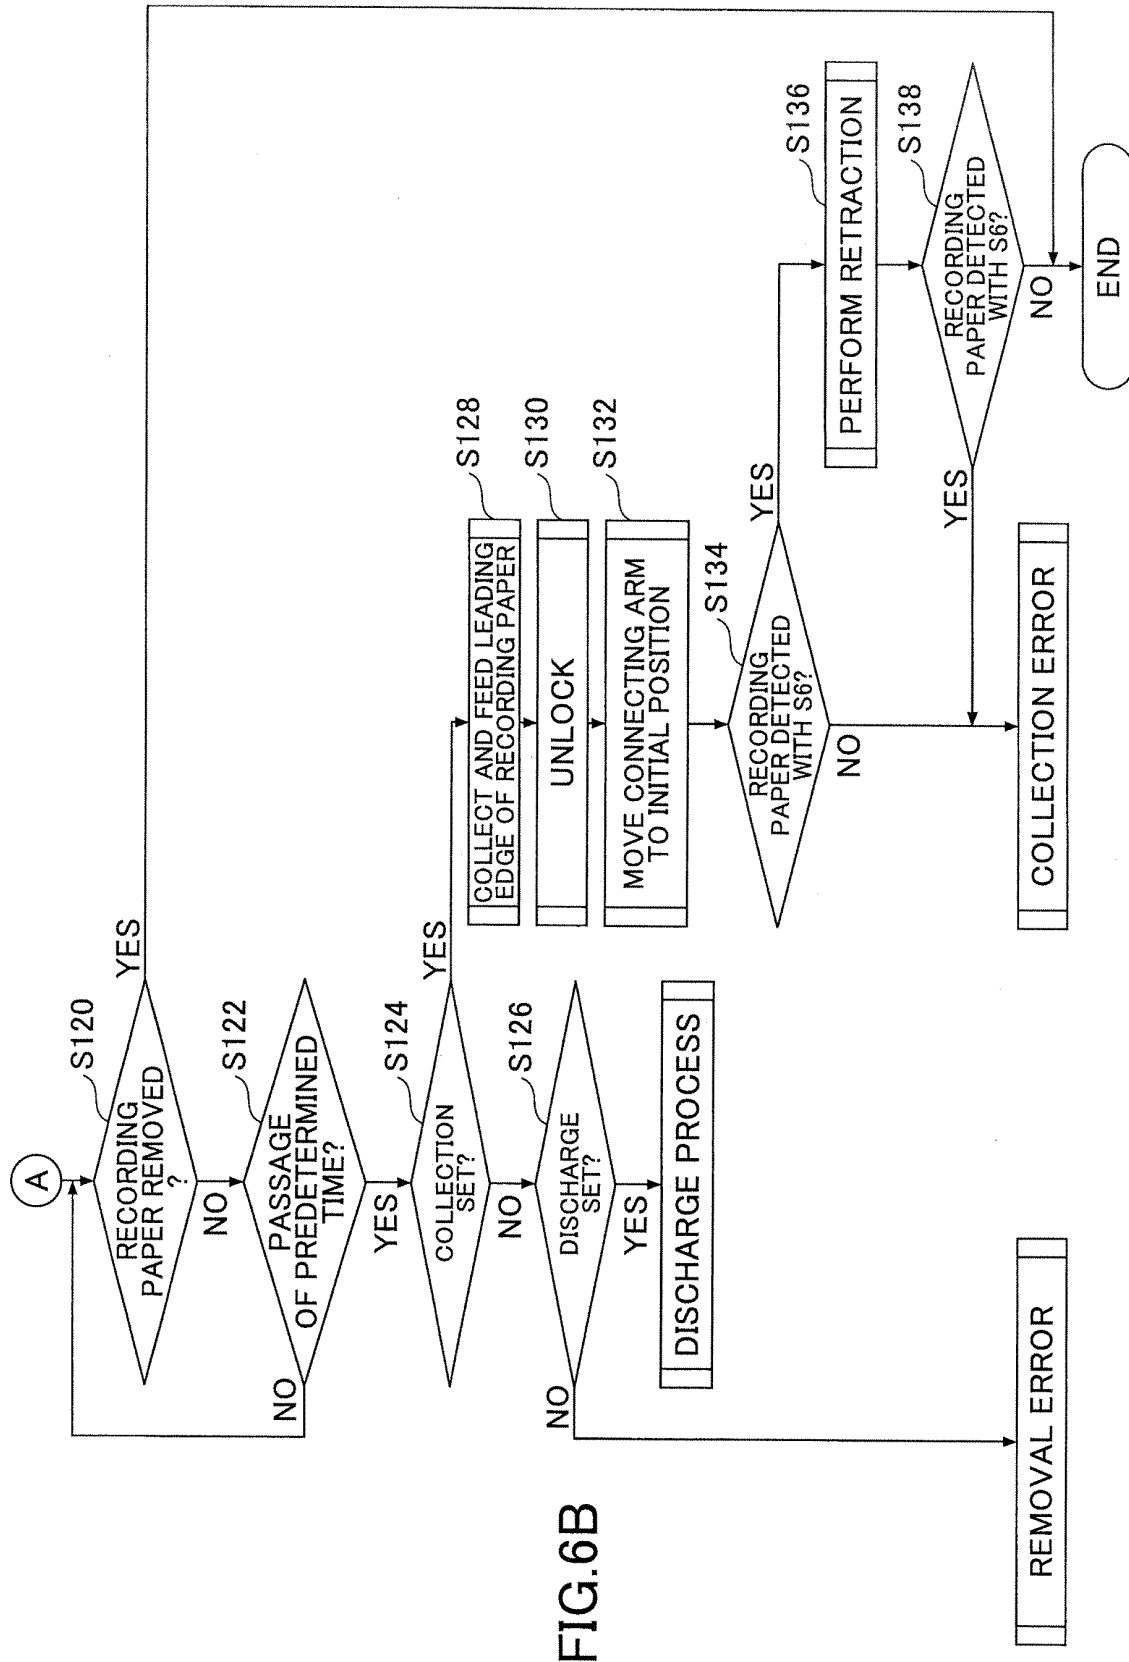 FIG.6B
A
S120
RECORDING
PAPER REMOVED
?
YES
NO
S122
PASSAGE
OF PREDETERMINED
TIME?
NO
YES
S124
COLLECTION
SET?
YES
NO
S126
DISCHARGE
SET?
NO
YES
DISCHARGE PROCESS
REMOVAL ERROR
S128
COLLECT AND FEED LEADING
EDGE OF RECORDING PAPER
S130
UNLOCK
S132
MOVE CONNECTING ARM
TO INITIAL POSITION
S134
RECORDING
PAPER DETECTED
WITH S6?
YES
NO
COLLECTION ERROR
S136
PERFORM RETRACTION
S138
RECORDING
PAPER DETECTED
WITH S6?
YES
NO
END